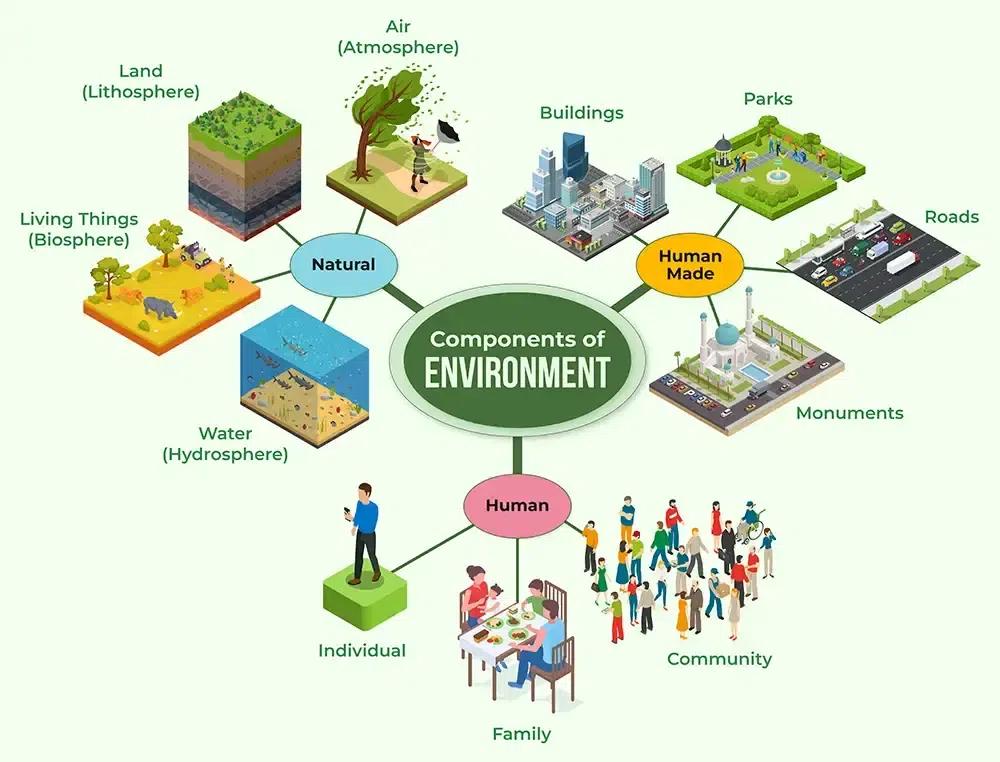 Air
(Atmosphere)
Land
(Lithosphere)
Living Things
(Biosphere)
Natural
Water
(Hydrosphere)
Buildings
Parks
Roads
Human
Made
Monuments
Components of
ENVIRONMENT
Human
Individual
Family
Community